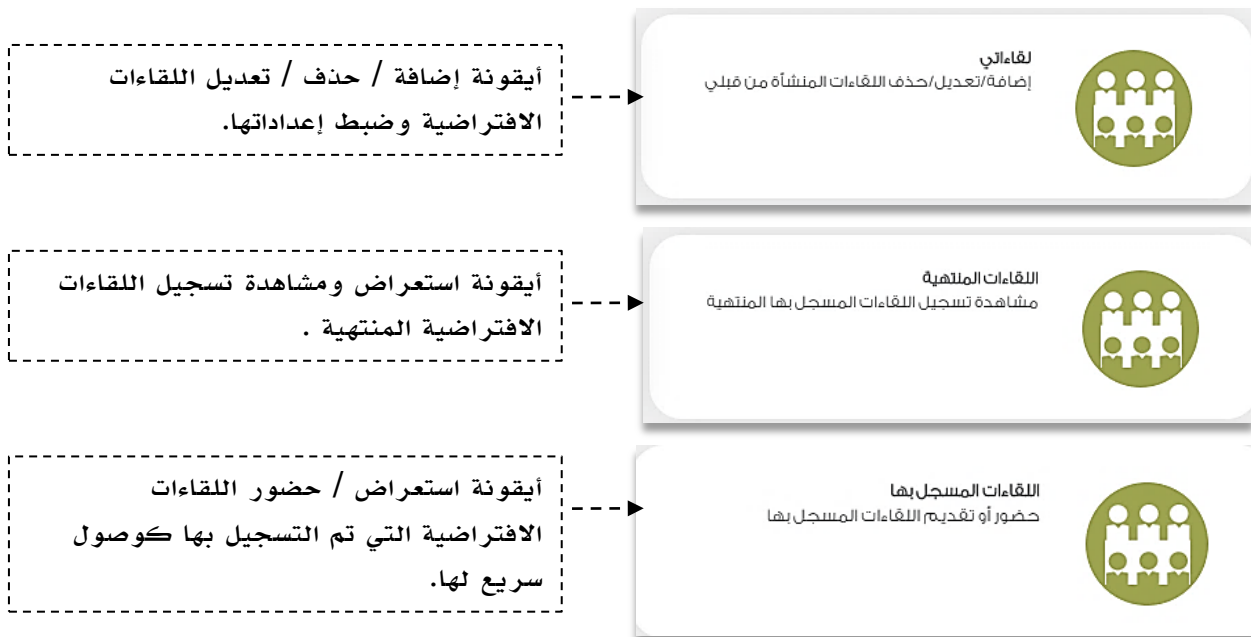 لقاءاتي
إضافة/تعديل/حذف اللقاءات المنشأة من قبلي
أيقونة إضافة / حذف / تعديل اللقاءات
الافتراضية وضبط إعداداتها.
اللقاءات المنتهية
مشاهدة تسجيل اللقاءات المسجل بها المنتهية
أيقونة استعراض ومشاهدة تسجيل اللقاءات
الافتراضية المنتهية .
اللقاءات المسجل بها
حضور أو تقديم اللقاءات المسجل بها
أيقونة استعراض / حضور اللقاءات
الافتراضية التي تم التسجيل بها كوصول
سريع لها.